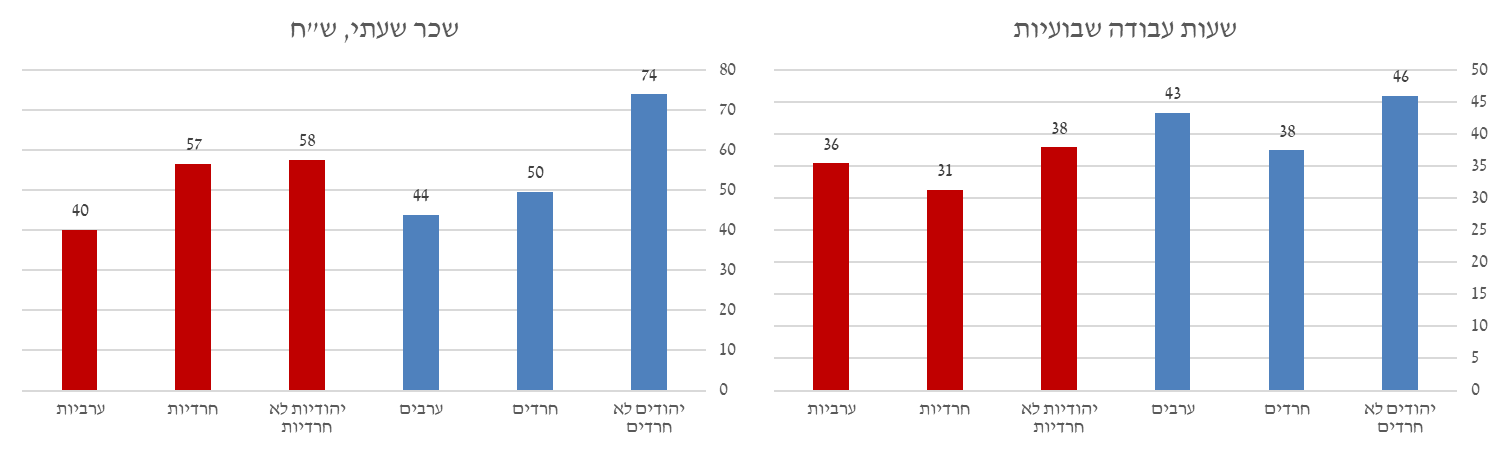 שעות עבודה שבועיות
50
45
40
35
30
25
20
15
10
5
0
46
38
43
38
31
36
יהודים לא
חרדים
חרדים
ערבים
יהודיות לא
חרדיות
חרדיות
ערביות
שכר שעתי, ש״ח
80
70
60
50
40
30
20
10
0
74
50
44
58
57
40
יהודים לא
חרדים
חרדים
ערבים
יהודיות לא
חרדיות
חרדיות
ערביות